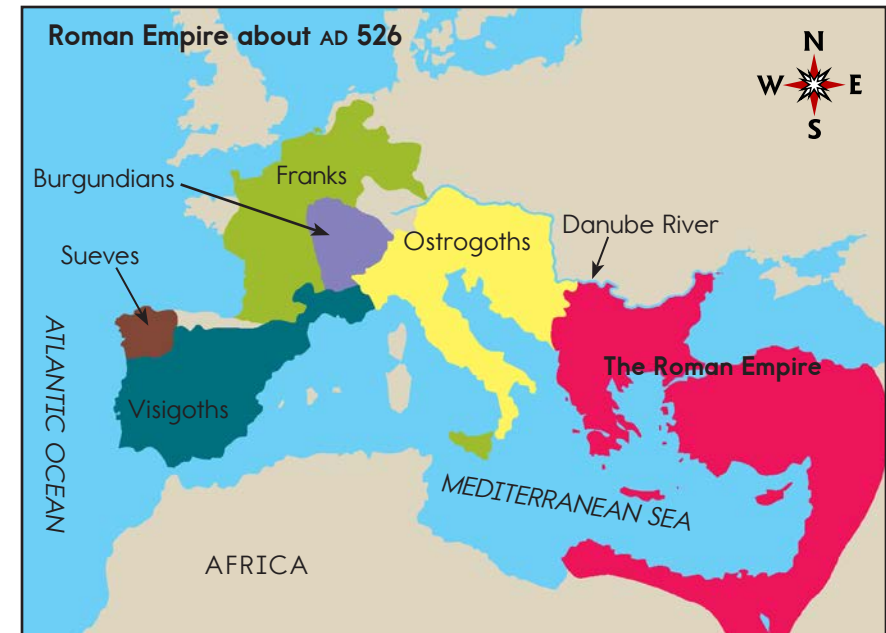 Roman Empire about AD 526
N
W E
S
Burgundians
Franks
Sueves
Ostrogoths
Danube River
ATLANTIC OCEAN
The Roman Empire
Visigoths
MEDITERRANEAN SEA
AFRICA